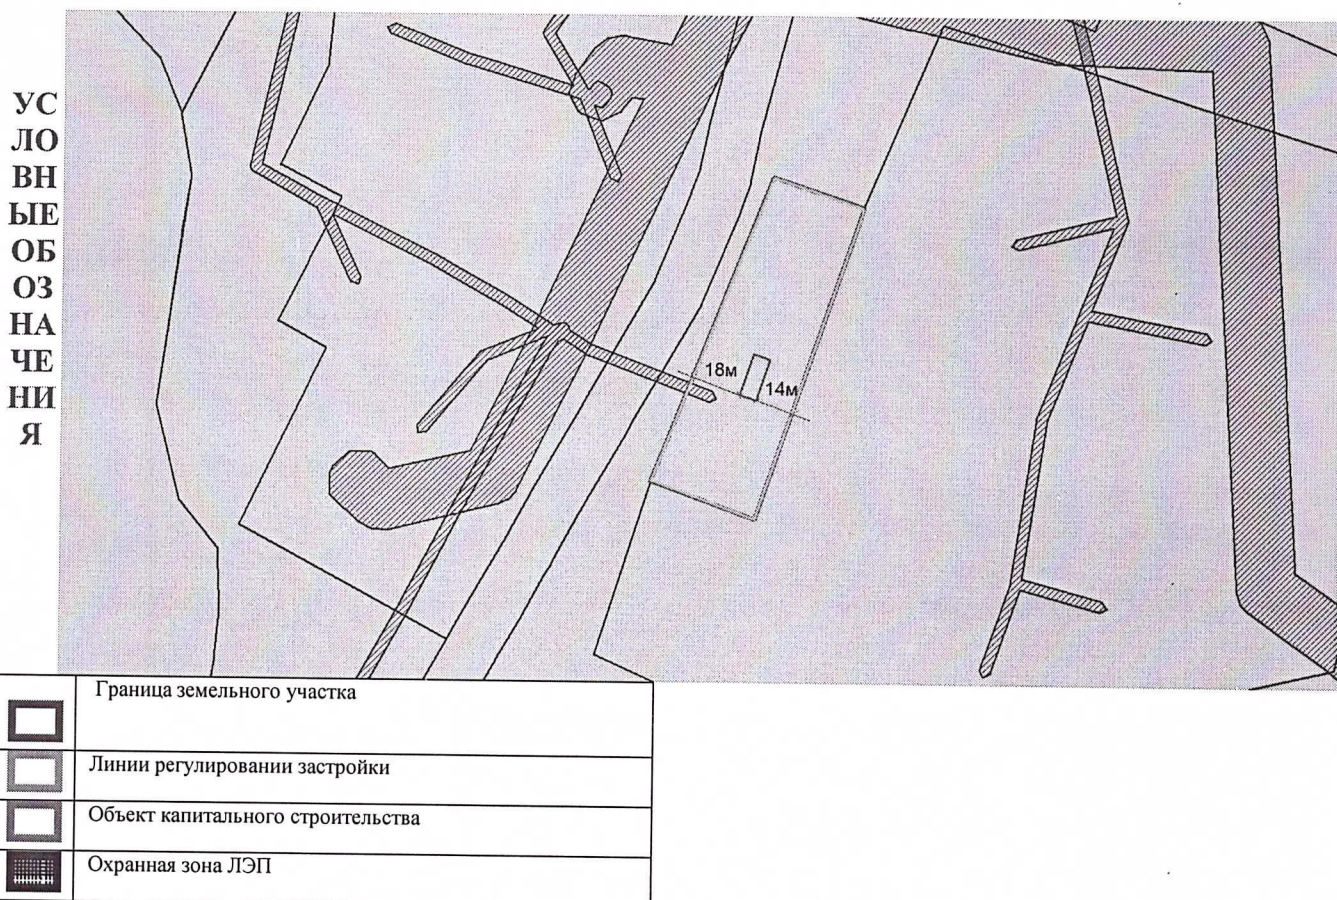 УС
ЛО
ВН
ЫЕ
ОБ
ОЗ
НА
ЧЕ
НИ
Я
18м
14м
Граница земельного участка
Линии регулировании застройки
Объект капитального строительства
Охранная зона ЛЭП